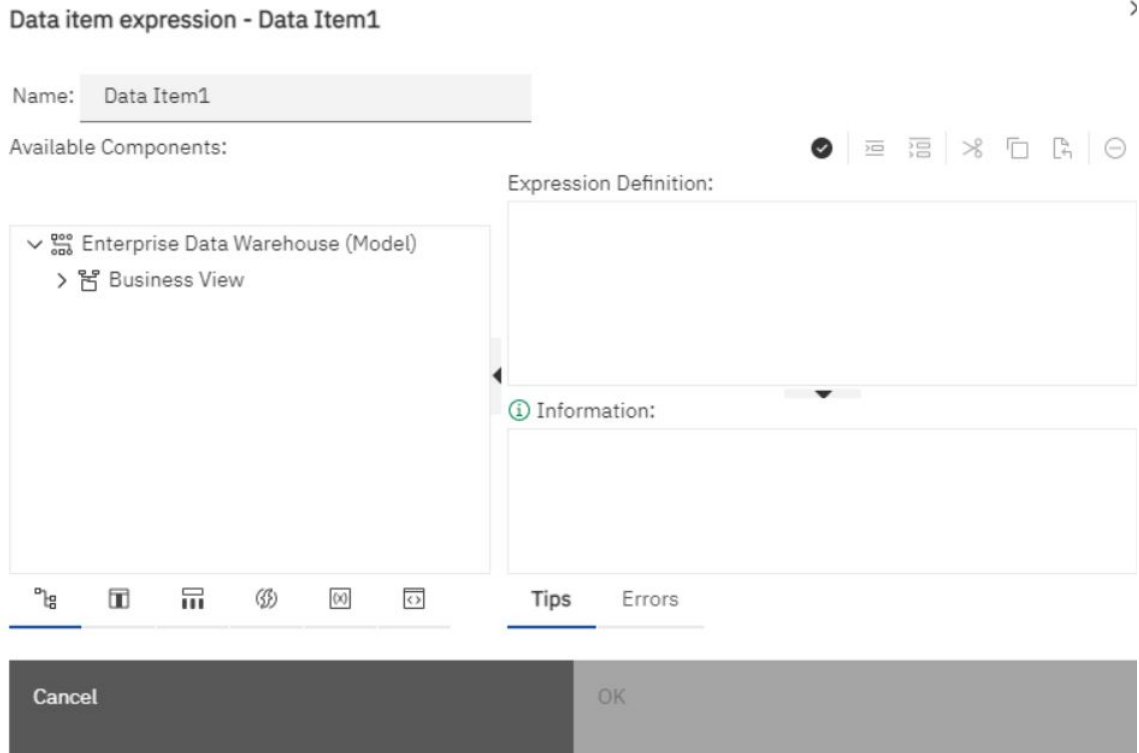 Data item expression - Data Item1
Name: Data Item1
Available Components:
Expression Definition:
Enterprise Data Warehouse (Model)
Business View
Information:
Tips Errors
Cancel OK